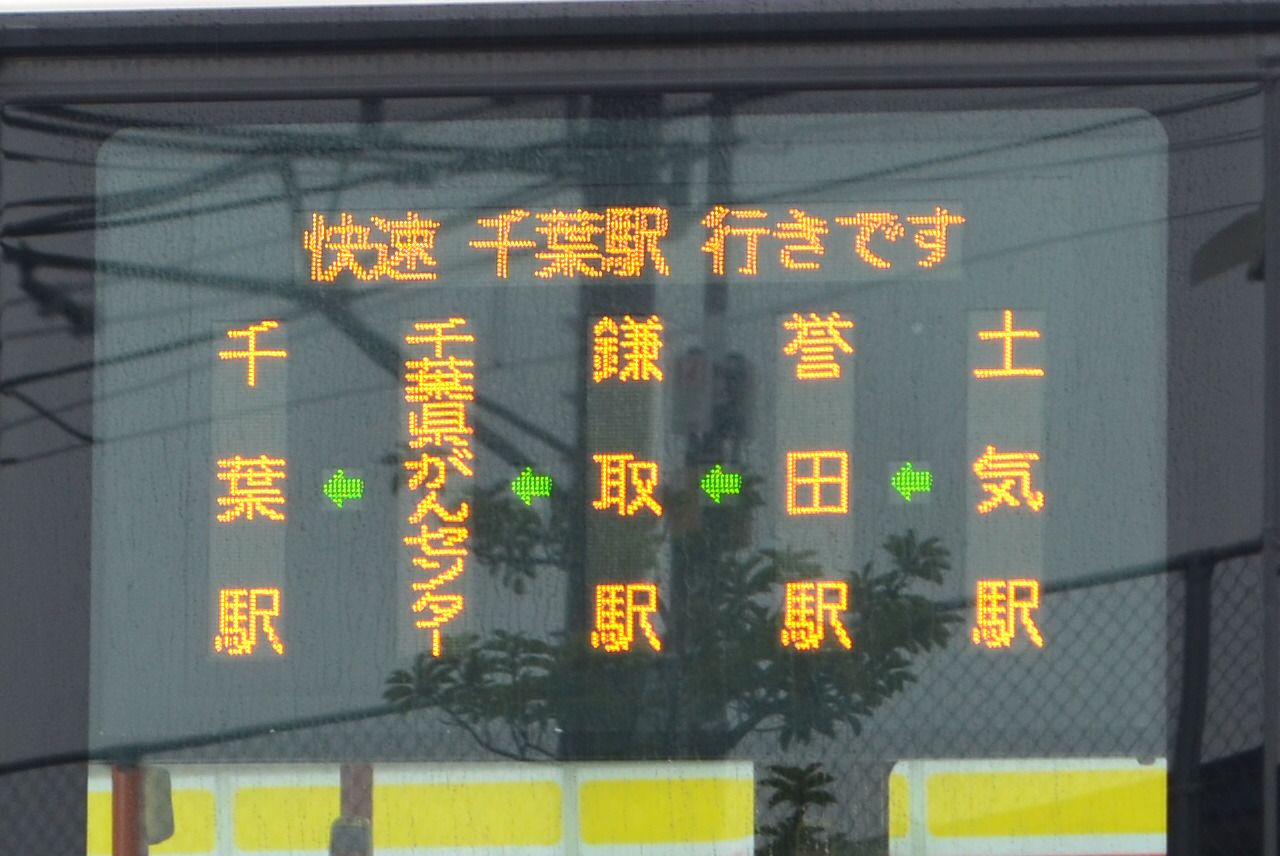 快速 千葉駅 行きです
土気駅
←
誉田駅
←
鎌取駅
←
千葉県がんセンター
←
千葉駅